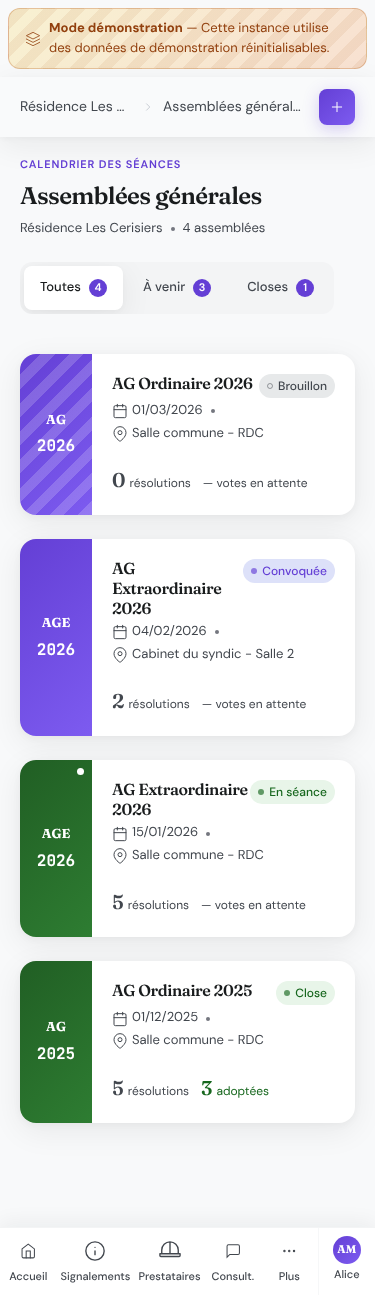 Mode démonstration — Cette instance utilise
des données de démonstration réinitialisables.
Résidence Les ...
Assemblées général...
CALENDRIER DES SÉANCES
Assemblées générales
Résidence Les Cerisiers • 4 assemblées
Toutes 4
À venir 3
Closes 1
AG
2026
AG Ordinaire 2026
Brouillon
01/03/2026 •
Salle commune - RDC
0 résolutions — votes en attente
AGE
2026
AG
Extraordinaire
2026
Convoquée
04/02/2026 •
Cabinet du syndic - Salle 2
2 résolutions — votes en attente
AGE
2026
AG Extraordinaire
2026
En séance
15/01/2026 •
Salle commune - RDC
5 résolutions — votes en attente
AG
2025
AG Ordinaire 2025
Close
01/12/2025 •
Salle commune - RDC
5 résolutions 3 adoptées
Accueil
Signalements
Prestataires
Consult.
Plus
AM
Alice